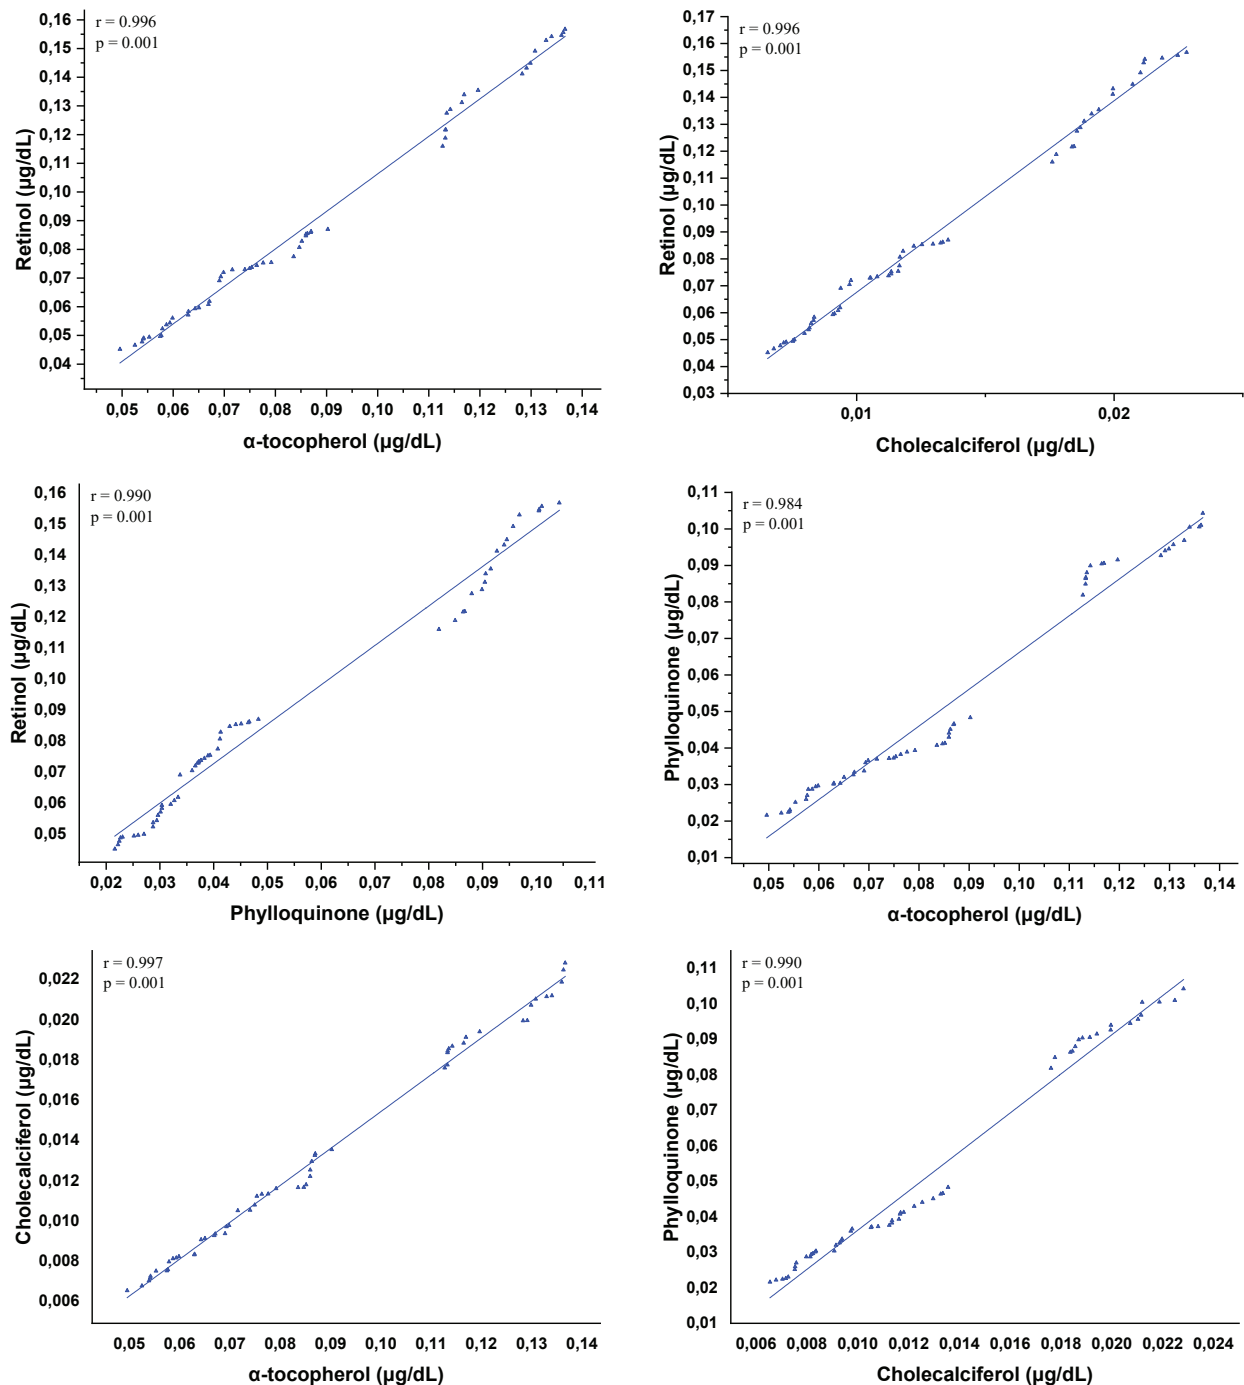 r = 0.996
p = 0.001
0,16
0,15
0,14
0,13
0,12
0,11
0,10
0,09
0,08
0,07
0,06
0,05
0,04
Retinol (µg/dL)
0,05 0,06 0,07 0,08 0,09 0,10 0,11 0,12 0,13 0,14
α-tocopherol (µg/dL)
r = 0.996
p = 0.001
0,17
0,16
0,15
0,14
0,13
0,12
0,11
0,10
0,09
0,08
0,07
0,06
0,05
0,04
0,03
Retinol (µg/dL)
0,01 0,02
Cholecalciferol (µg/dL)
r = 0.990
p = 0.001
0,16
0,15
0,14
0,13
0,12
0,11
0,10
0,09
0,08
0,07
0,06
0,05
Retinol (µg/dL)
0,02 0,03 0,04 0,05 0,06 0,07 0,08 0,09 0,10 0,11
Phylloquinone (µg/dL)
r = 0.984
p = 0.001
0,11
0,10
0,09
0,08
0,07
0,06
0,05
0,04
0,03
0,02
0,01
Phylloquinone (µg/dL)
0,05 0,06 0,07 0,08 0,09 0,10 0,11 0,12 0,13 0,14
α-tocopherol (µg/dL)
r = 0.997
p = 0.001
0,022
0,020
0,018
0,016
0,014
0,012
0,010
0,008
0,006
Cholecalciferol (µg/dL)
0,05 0,06 0,07 0,08 0,09 0,10 0,11 0,12 0,13 0,14
α-tocopherol (µg/dL)
r = 0.990
p = 0.001
0,11
0,10
0,09
0,08
0,07
0,06
0,05
0,04
0,03
0,02
0,01
Phylloquinone (µg/dL)
0,006 0,008 0,010 0,012 0,014 0,016 0,018 0,020 0,022 0,024
Cholecalciferol (µg/dL)